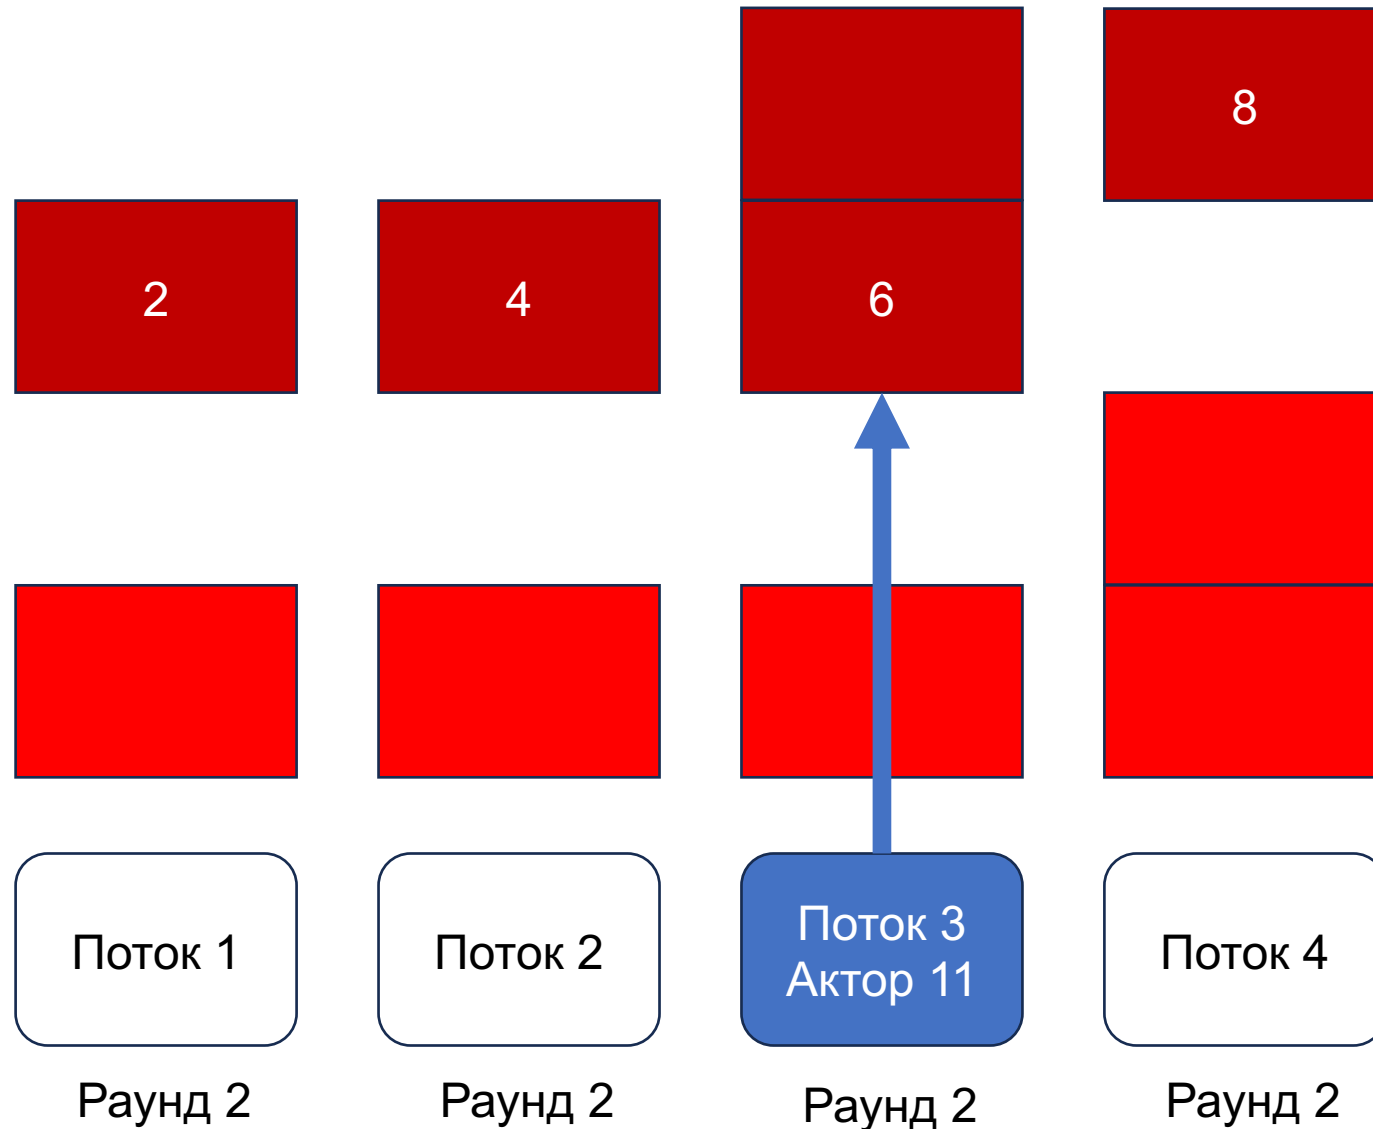 8
2
4
6
Поток 1
Поток 2
Поток 3
Актор 11
Поток 4
Раунд 2
Раунд 2
Раунд 2
Раунд 2